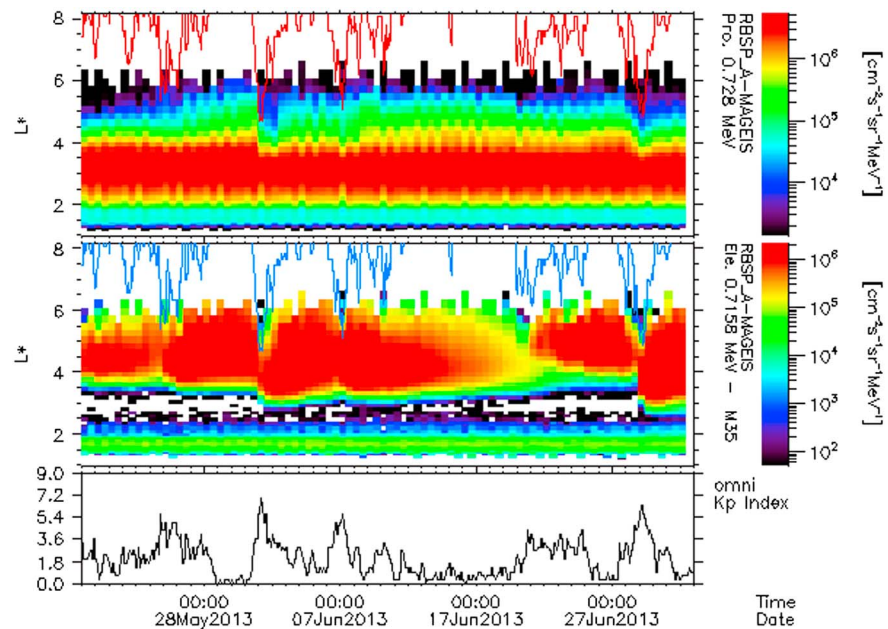 8
6
4
2
L*
RBSP_A-MAGEIS
Pro. 0.728 MeV
10⁶
10⁵
10⁴
[cm⁻²s⁻¹sr⁻¹MeV⁻¹]
8
6
4
2
L*
RBSP_A-MAGEIS
Ele. 0.7158 MeV - M35
10⁶
10⁵
10⁴
10³
10²
[cm⁻²s⁻¹sr⁻¹MeV⁻¹]
9.0
7.2
5.4
3.6
1.8
0.0
omni
Kp Index
00:00 00:00 00:00 00:00 Time
28May2013 07Jun2013 17Jun2013 27Jun2013 Date